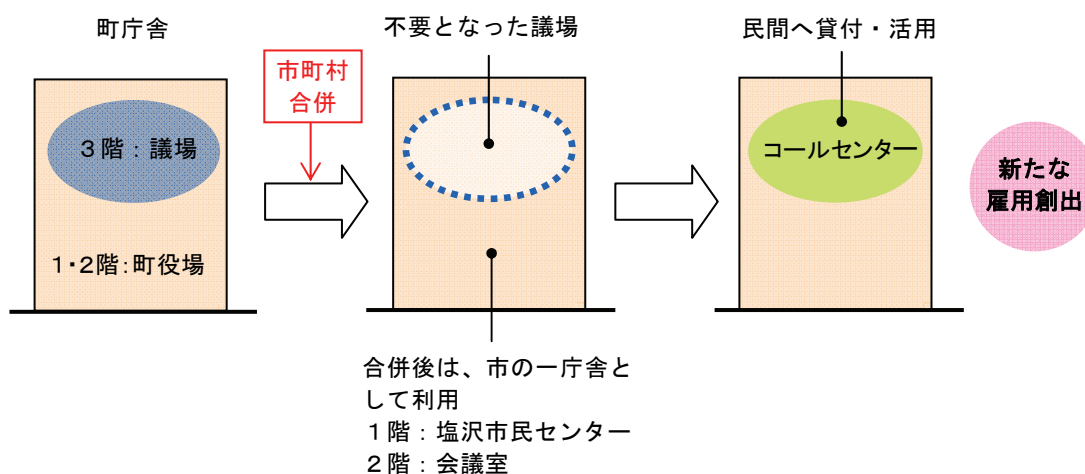 町庁舎
不要となった議場
民間へ貸付・活用
市町村
合併
３階：議場
コールセンター
新たな
雇用創出
１・２階：町役場
合併後は、市の一庁舎と
して利用
１階：塩沢市民センター
２階：会議室